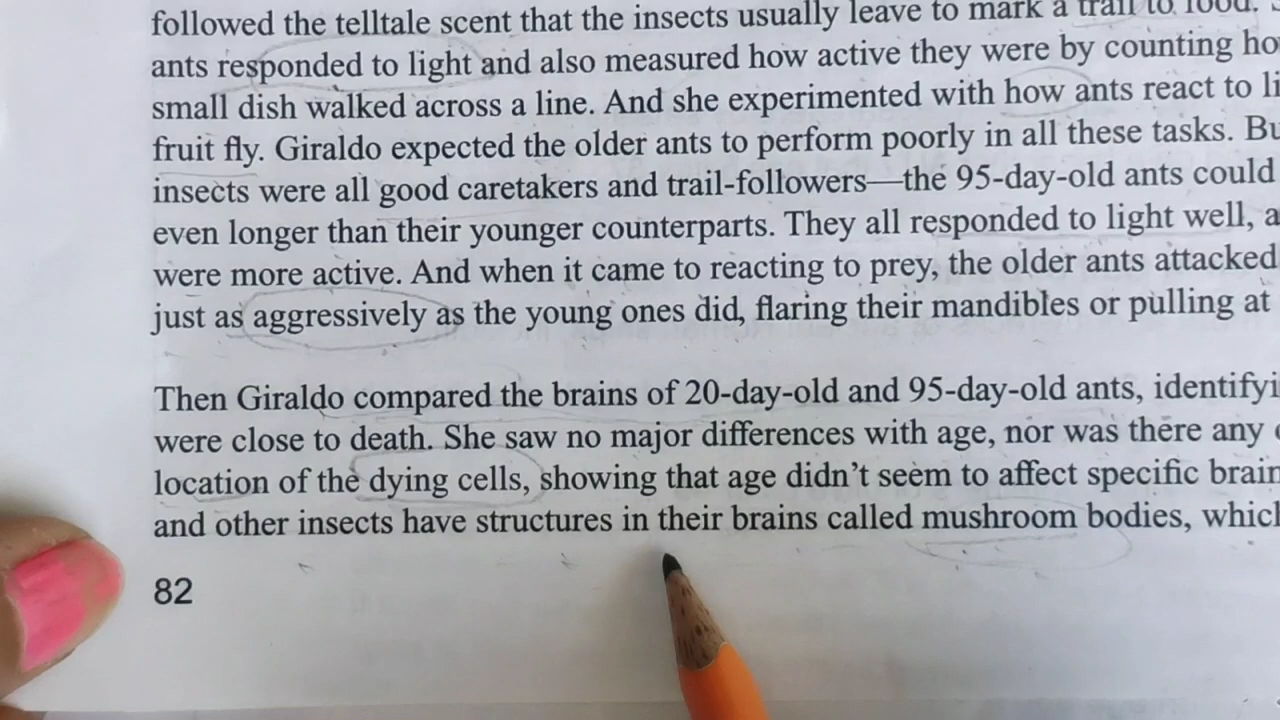 followed the telltale scent that the insects usually leave to mark a trail to food.
ants responded to light and also measured how active they were by counting ho
small dish walked across a line. And she experimented with how ants react to li
fruit fly. Giraldo expected the older ants to perform poorly in all these tasks. Bu
insects were all good caretakers and trail-followers—the 95-day-old ants could
even longer than their younger counterparts. They all responded to light well, a
were more active. And when it came to reacting to prey, the older ants attacked
just as aggressively as the young ones did, flaring their mandibles or pulling at
Then Giraldo compared the brains of 20-day-old and 95-day-old ants, identifyi
were close to death. She saw no major differences with age, nor was there any
location of the dying cells, showing that age didn't seem to affect specific brain
and other insects have structures in their brains called mushroom bodies, which
82